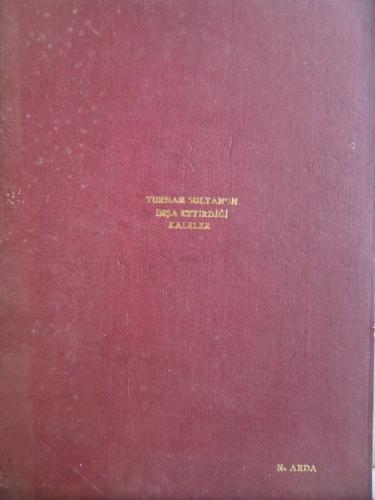 TURHAN SULTAN'IN
İNŞA ETTİRDİĞİ
KALELER
N. ARDA